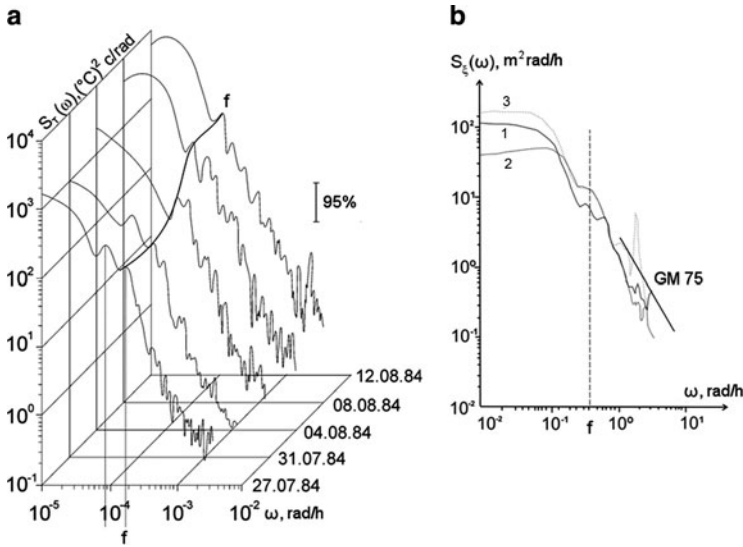 a
S_T(ω),(°C)² c/rad
10⁴
10³
10²
10¹
10⁰
10⁻¹
f
95%
12.08.84
08.08.84
04.08.84
31.07.84
27.07.84
10⁻⁵
10⁻⁴
10⁻³
10⁻²
ω, rad/h
f
b
S_ξ(ω), m² rad/h
10²
10¹
10⁰
10⁻¹
10⁻²
3
1
2
GM 75
10⁻²
10⁻¹
10⁰
10¹
ω, rad/h
f